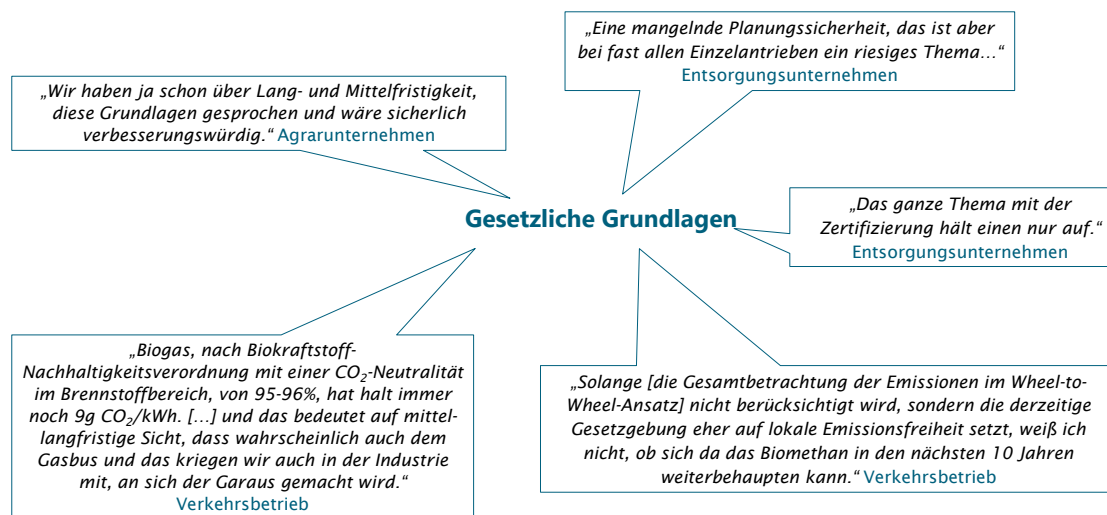 „Eine mangelnde Planungssicherheit, das ist aber
bei fast allen Einzelantrieben ein riesiges Thema…“
Entsorgungsunternehmen
„Wir haben ja schon über Lang- und Mittelfristigkeit,
diese Grundlagen gesprochen und wäre sicherlich
verbesserungswürdig.“ Agrarunternehmen
Gesetzliche Grundlagen
„Das ganze Thema mit der
Zertifizierung hält einen nur auf.“
Entsorgungsunternehmen
„Biogas, nach Biokraftstoff-
Nachhaltigkeitsverordnung mit einer CO₂-Neutralität
im Brennstoffbereich, von 95-96%, hat halt immer
noch 9g CO₂/kWh. […] und das bedeutet auf mittel-
langfristige Sicht, dass wahrscheinlich auch dem
Gasbus und das kriegen wir auch in der Industrie
mit, an sich der Garaus gemacht wird.“
Verkehrsbetrieb
„Solange [die Gesamtbetrachtung der Emissionen im Wheel-to-
Wheel-Ansatz] nicht berücksichtigt wird, sondern die derzeitige
Gesetzgebung eher auf lokale Emissionsfreiheit setzt, weiß ich
nicht, ob sich da das Biomethan in den nächsten 10 Jahren
weiterbehaupten kann.“ Verkehrsbetrieb